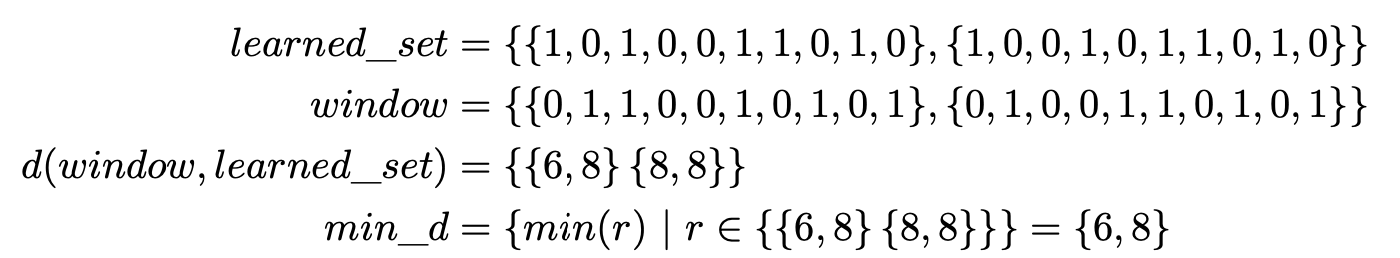 learned_set = {{1, 0, 1, 0, 0, 1, 1, 0, 1, 0}, {1, 0, 0, 1, 0, 1, 1, 0, 1, 0}}
window = {{0, 1, 1, 0, 0, 1, 0, 1, 0, 1}, {0, 1, 0, 0, 1, 1, 0, 1, 0, 1}}
d(window, learned_set) = {{6, 8} {8, 8}}
min_d = {min(r) | r ∈ {{6, 8} {8, 8}}} = {6, 8}